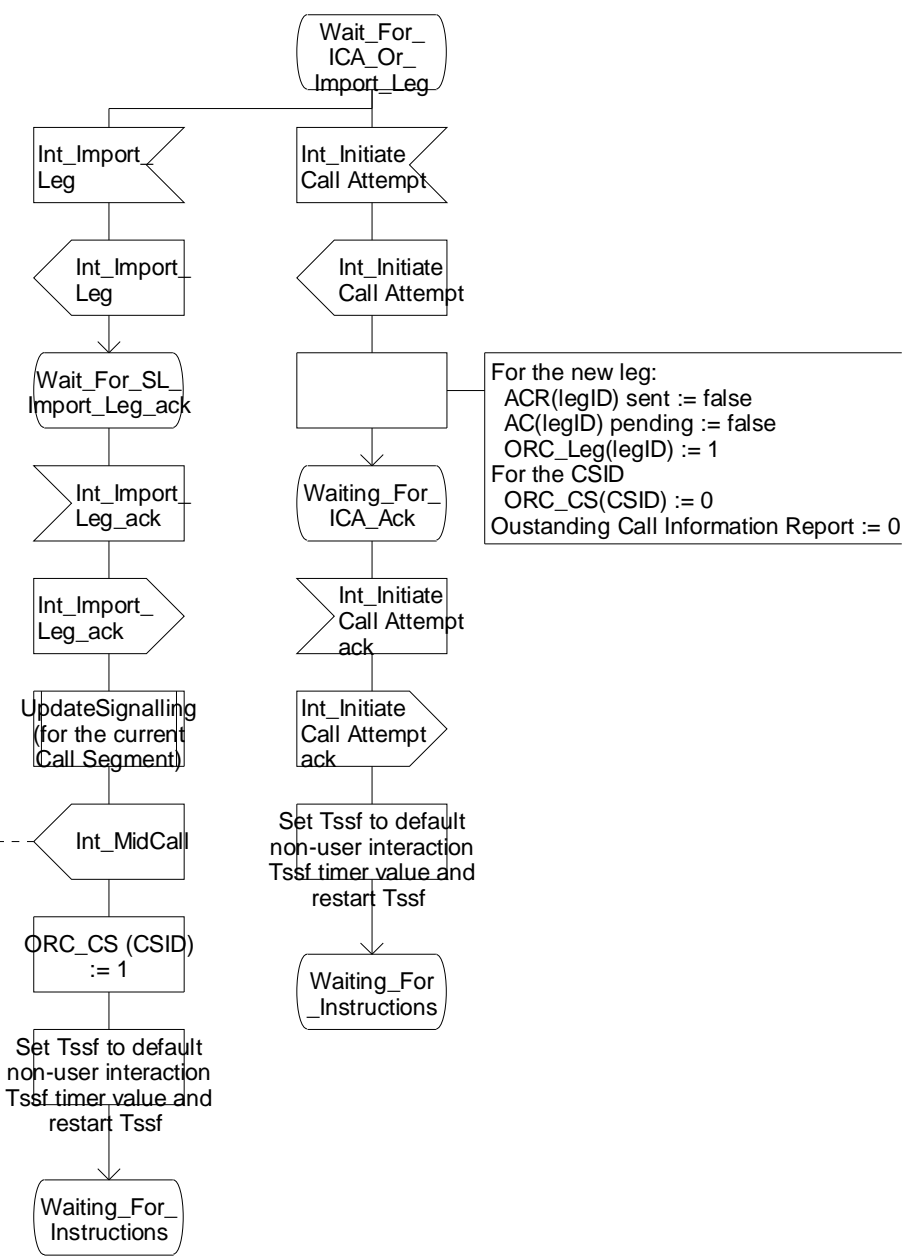 Wait_For_
ICA_Or_
Import_Leg
Int_Import_
Leg
Int_Import_
Leg
Wait_For_SL_
Import_Leg_ack
Int_Import_
Leg_ack
Int_Import_
Leg_ack
UpdateSignalling
(for the current
Call Segment)
Int_MidCall
ORC_CS (CSID)
:= 1
Set Tssf to default
non-user interaction
Tssf timer value and
restart Tssf
Waiting_For_
Instructions
Int_Initiate
Call Attempt
Int_Initiate
Call Attempt
For the new leg:
ACR(legID) sent := false
AC(legID) pending := false
ORC_Leg(legID) := 1
For the CSID
ORC_CS(CSID) := 0
Oustanding Call Information Report := 0
Waiting_For_
ICA_Ack
Int_Initiate
Call Attempt
ack
Int_Initiate
Call Attempt
ack
Set Tssf to default
non-user interaction
Tssf timer value and
restart Tssf
Waiting_For
_Instructions